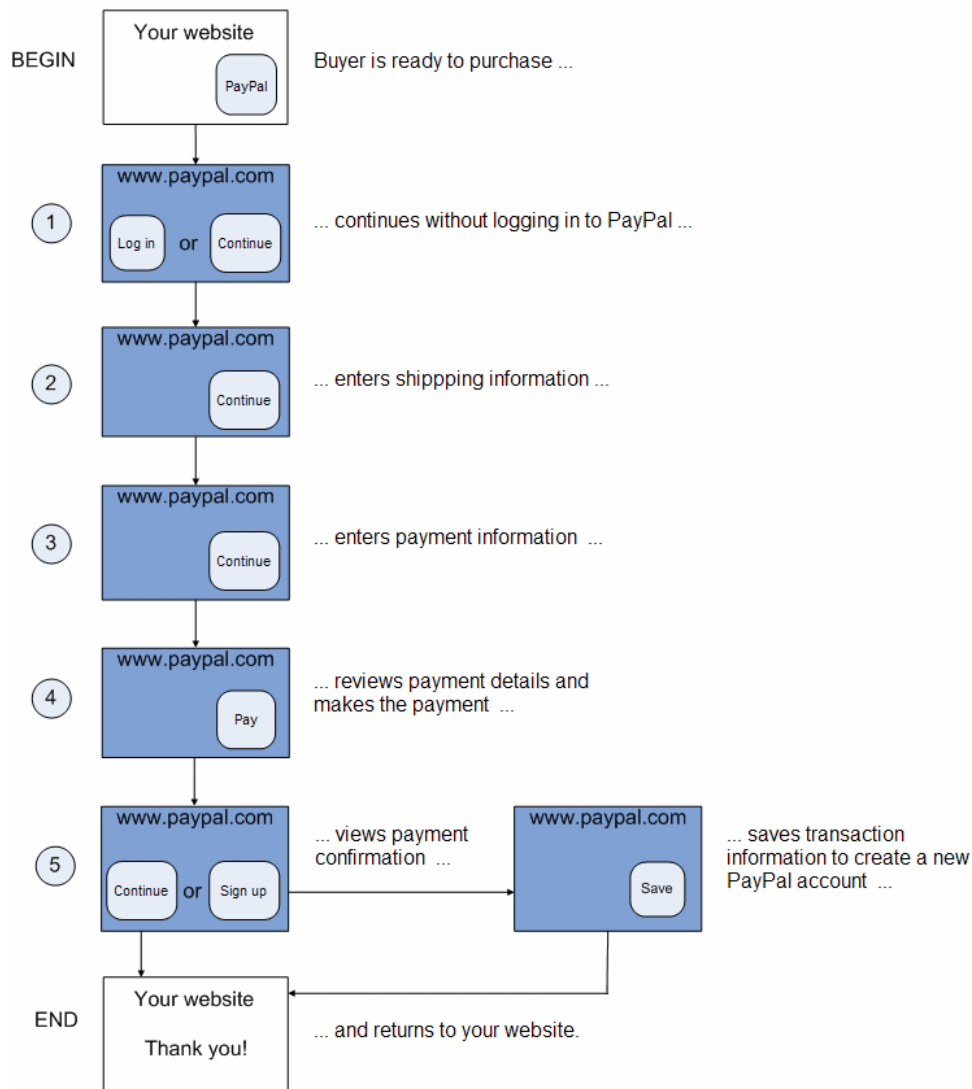 Your website
BEGIN
PayPal
Buyer is ready to purchase ...
www.paypal.com
1
Log in or Continue
... continues without logging in to PayPal ...
www.paypal.com
2
Continue
... enters shippping information ...
www.paypal.com
3
Continue
... enters payment information ...
www.paypal.com
4
Pay
... reviews payment details and
makes the payment ...
www.paypal.com
5
Continue or Sign up
... views payment
confirmation ...
www.paypal.com
Save
... saves transaction
information to create a new
PayPal account ...
Your website
END
Thank you!
... and returns to your website.